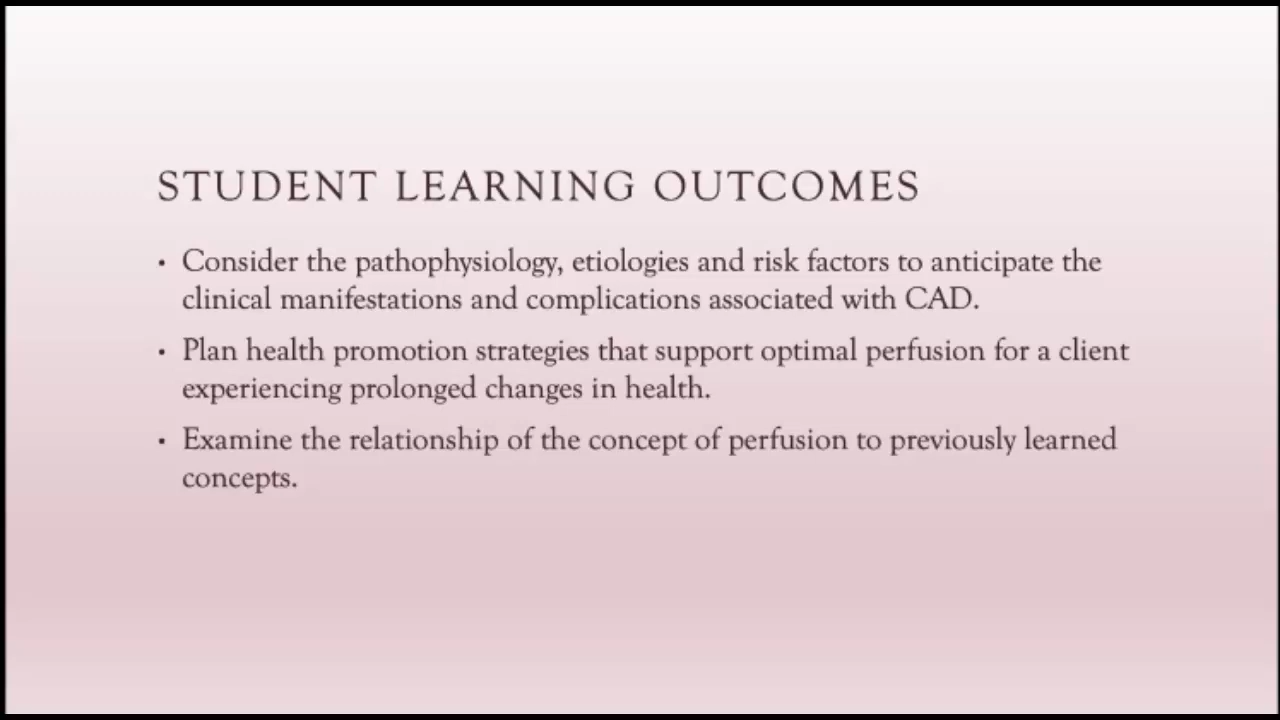 STUDENT LEARNING OUTCOMES
• Consider the pathophysiology, etiologies and risk factors to anticipate the
clinical manifestations and complications associated with CAD.
• Plan health promotion strategies that support optimal perfusion for a client
experiencing prolonged changes in health.
• Examine the relationship of the concept of perfusion to previously learned
concepts.